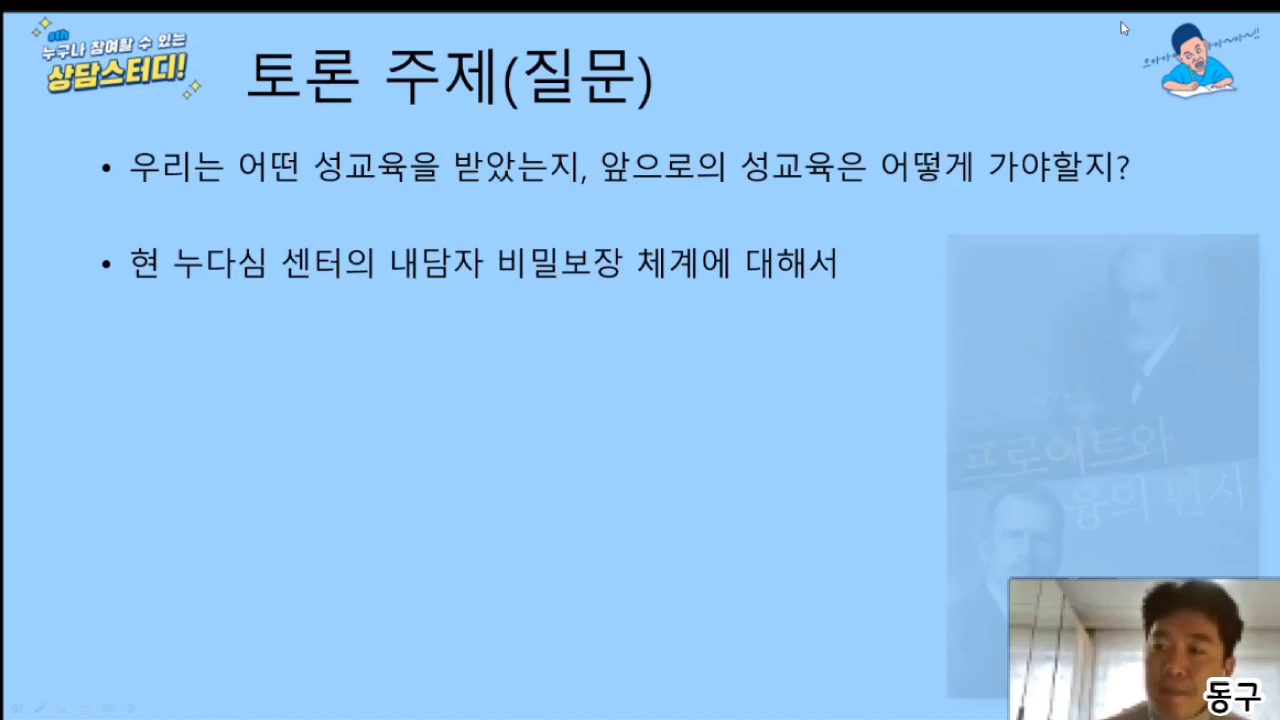 누구나 참여할 수 있는
상담스터디!
토론 주제(질문)
• 우리는 어떤 성교육을 받았는지, 앞으로의 성교육은 어떻게 가야할지?
• 현 누다심 센터의 내담자 비밀보장 체계에 대해서
프로이트와
융의 편지
동구